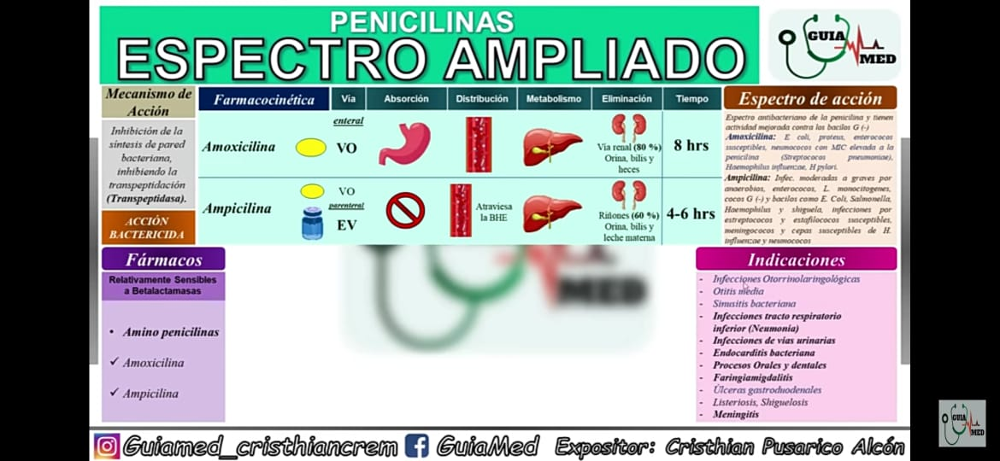 PENICILINAS
ESPECTRO AMPLIADO
GUIA
MED
Mecanismo de
Acción
Inhibición de la
síntesis de pared
bacteriana,
inhibiendo la
transpeptidación
(Transpeptidasa).
ACCIÓN
BACTERICIDA
Farmacocinética
Vía
Absorción
Distribución
Metabolismo
Eliminación
Tiempo
Amoxicilina
enteral
VO
Vía renal (80 %)
Orina, bilis y
heces
8 hrs
Ampicilina
VO
parenteral
EV
Atraviesa
la BHE
Riñones (60 %)
Orina, bilis y
leche materna
4-6 hrs
Espectro de acción
Espectro antibacteriano de la penicilina y tienen
actividad mejorada contra los bacilos G (-)
Amoxicilina: E coli, proteus, enterococos
susceptibles, neumococos con MIC elevada a la
penicilina (Streptococos pneumoniae),
Haemophilus influenzae, H pylori.
Ampicilina: Infec. moderadas a graves por
anaerobios, enterococos, L. monocitogenes,
cocos G (-) y bacilos como E. Coli, Salmonella,
Haemophilus y shiguela, infecciones por
estreptococos y estafilococos susceptibles,
meningococos y cepas susceptibles de H.
influenzae y neumococos
Fármacos
Relativamente Sensibles
a Betalactamasas
• Amino penicilinas
✓ Amoxicilina
✓ Ampicilina
MED
Indicaciones
- Infecciones Otorrinolaringológicas
- Otitis media
- Sinusitis bacteriana
- Infecciones tracto respiratorio
inferior (Neumonía)
- Infecciones de vías urinarias
- Endocarditis bacteriana
- Procesos Orales y dentales
- Faringiamigdalitis
- Úlceras gastroduodenales
- Listeriosis, Shiguelosis
- Meningitis
Guiamed_cristhiancrem GuiaMed Expositor: Cristhian Pusarico Alcón
GUIA
MED